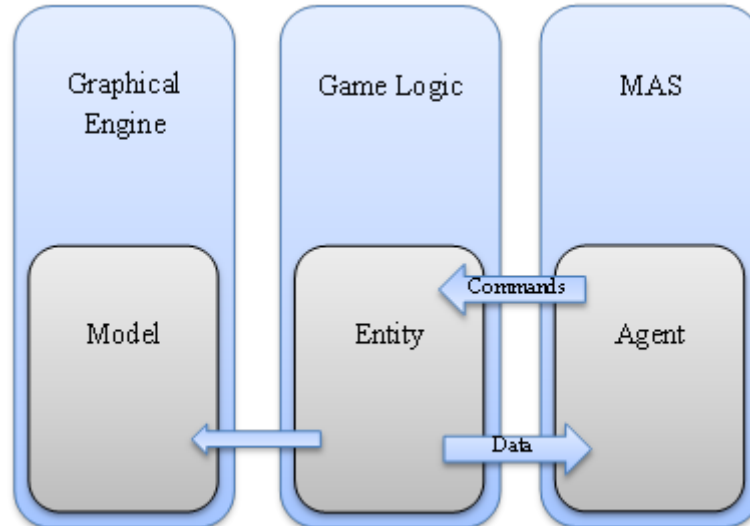 Graphical
Engine
Game Logic
MAS
Commands
Model
Entity
Agent
Data